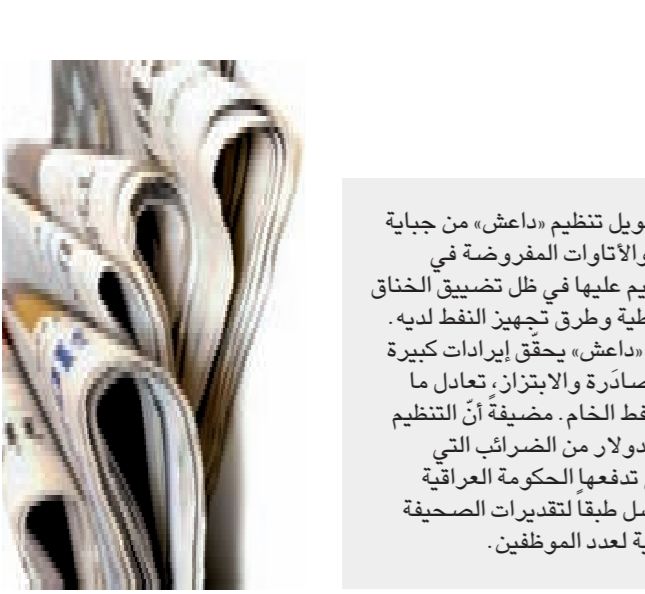 ويل تنظيم «داعش» من جباية
والأتاوات المفروضة في
يم عليها في ظل تضييق الخناق
طية وطرق تجهيز النفط لديه.
«داعش» يحقّق إيرادات كبيرة
صادَرة والابتزاز، تعادل ما
فط الخام. مضيفةً أنّ التنظيم
دولار من الضرائب التي
تدفعها الحكومة العراقية
سل طبقاً لتقديرات الصحيفة
ية لعدد الموظفين.